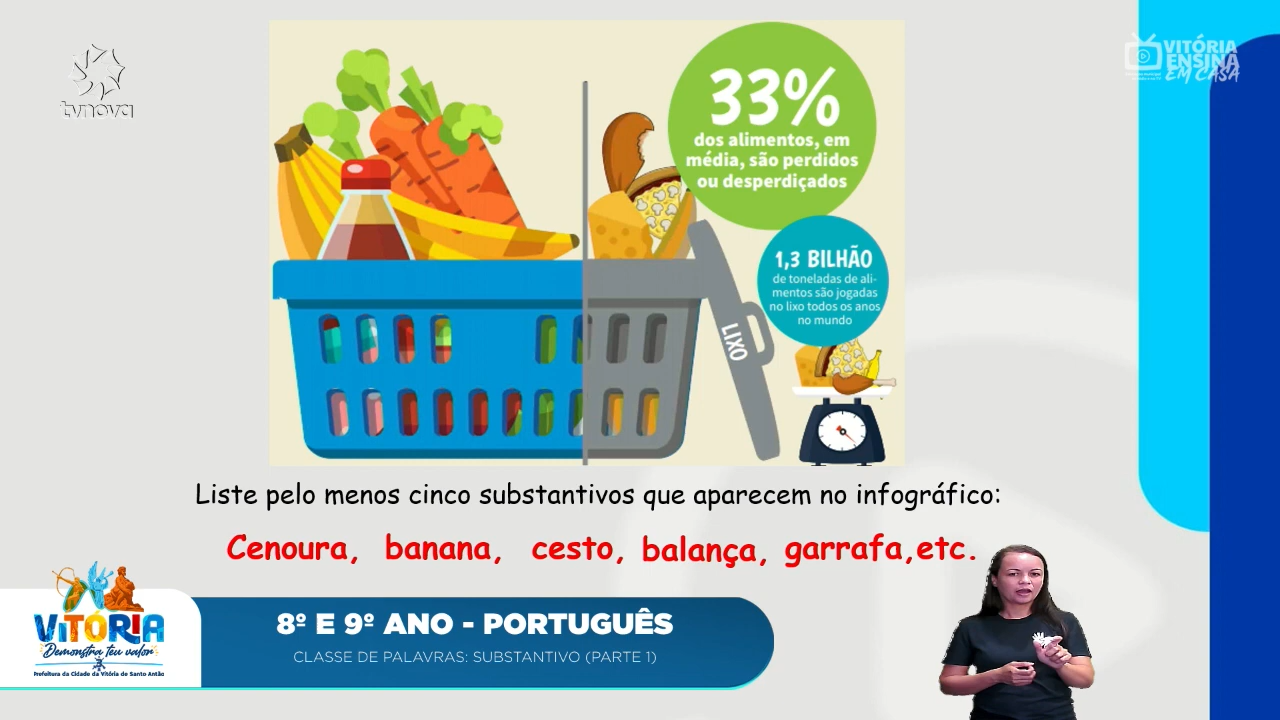 tvnova
VITÓRIA
ENSINA
EM CASA
33%
dos alimentos, em
média, são perdidos
ou desperdiçados
1,3 BILHÃO
de toneladas de ali-
mentos são jogadas
no lixo todos os anos
no mundo
LIXO
Liste pelo menos cinco substantivos que aparecem no infográfico:
Cenoura, banana, cesto, balança, garrafa,etc.
VITÓRIA
Demonstra teu valor
Prefeitura da Cidade da Vitória de Santo Antão
8º E 9º ANO - PORTUGUÊS
CLASSE DE PALAVRAS: SUBSTANTIVO (PARTE 1)